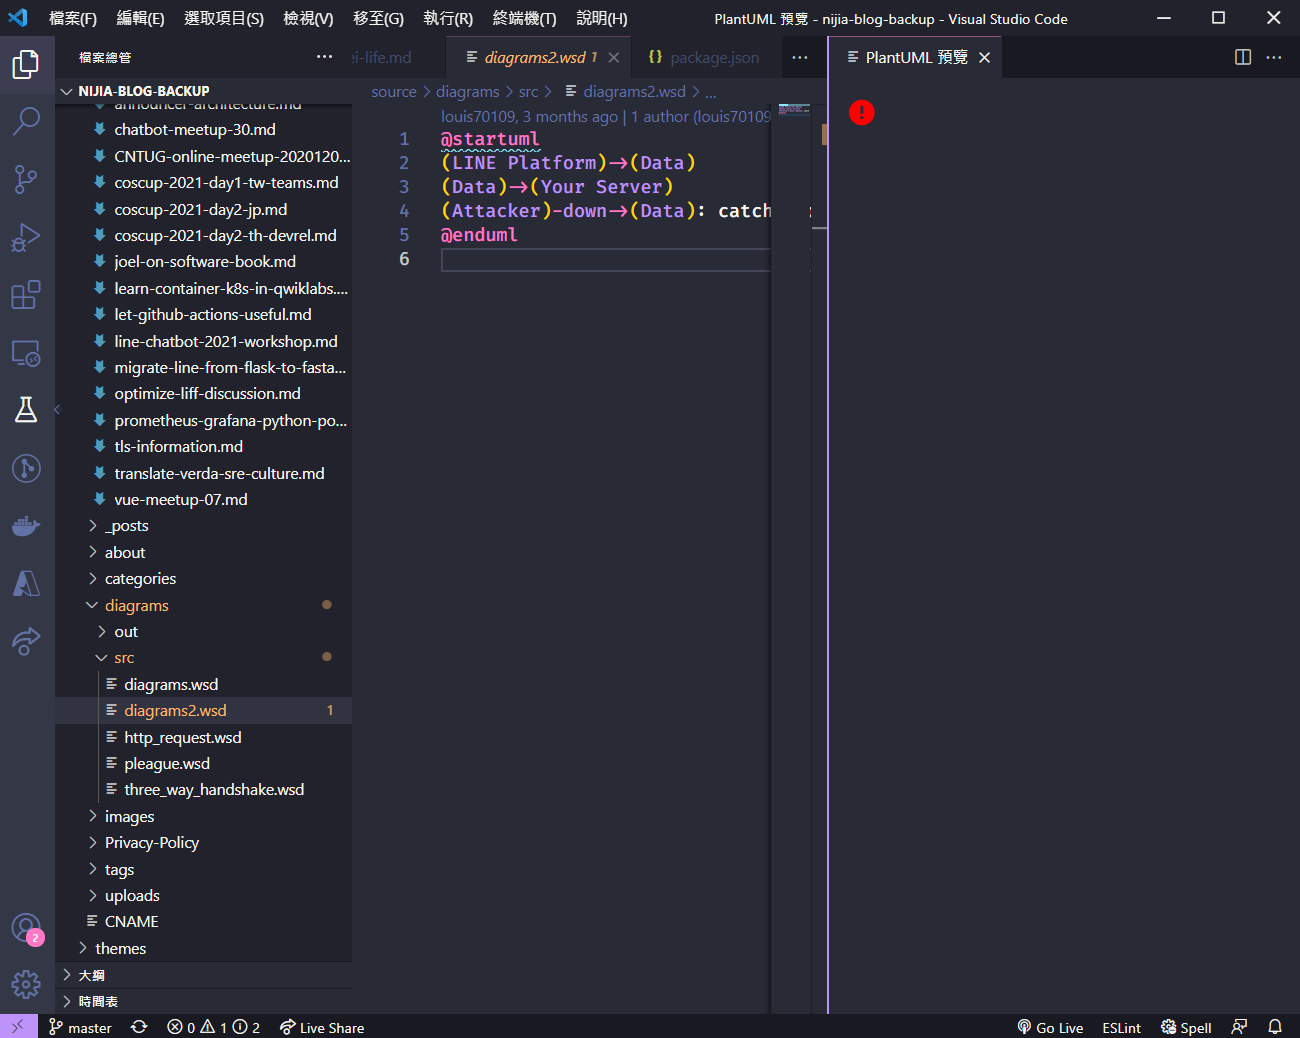 檔案(F) 編輯(E) 選取項目(S) 檢視(V) 移至(G) 執行(R) 終端機(T) 說明(H) PlantUML 預覽 - nijia-blog-backup - Visual Studio Code
檔案總管
NIJIA-BLOG-BACKUP
announcer-architecture.md
chatbot-meetup-30.md
CNTUG-online-meetup-2020120...
coscup-2021-day1-tw-teams.md
coscup-2021-day2-jp.md
coscup-2021-day2-th-devrel.md
joel-on-software-book.md
learn-container-k8s-in-qwiklabs....
let-github-actions-useful.md
line-chatbot-2021-workshop.md
migrate-line-from-flask-to-fasta...
optimize-liff-discussion.md
prometheus-grafana-python-po...
tls-information.md
translate-verda-sre-culture.md
vue-meetup-07.md
_posts
about
categories
diagrams
out
src
diagrams.wsd
diagrams2.wsd 1
http_request.wsd
pleague.wsd
three_way_handshake.wsd
images
Privacy-Policy
tags
uploads
CNAME
themes
大綱
時間表
2
ei-life.md diagrams2.wsd 1 {} package.json ...
source > diagrams > src > diagrams2.wsd > ...
louis70109, 3 months ago | 1 author (louis70109
1 @startuml
2 (LINE Platform)->(Data)
3 (Data)->(Your Server)
4 (Attacker)-down->(Data): catch
5 @enduml
6
PlantUML 預覽
!
master 0 1 2 Live Share Go Live ESLint Spell